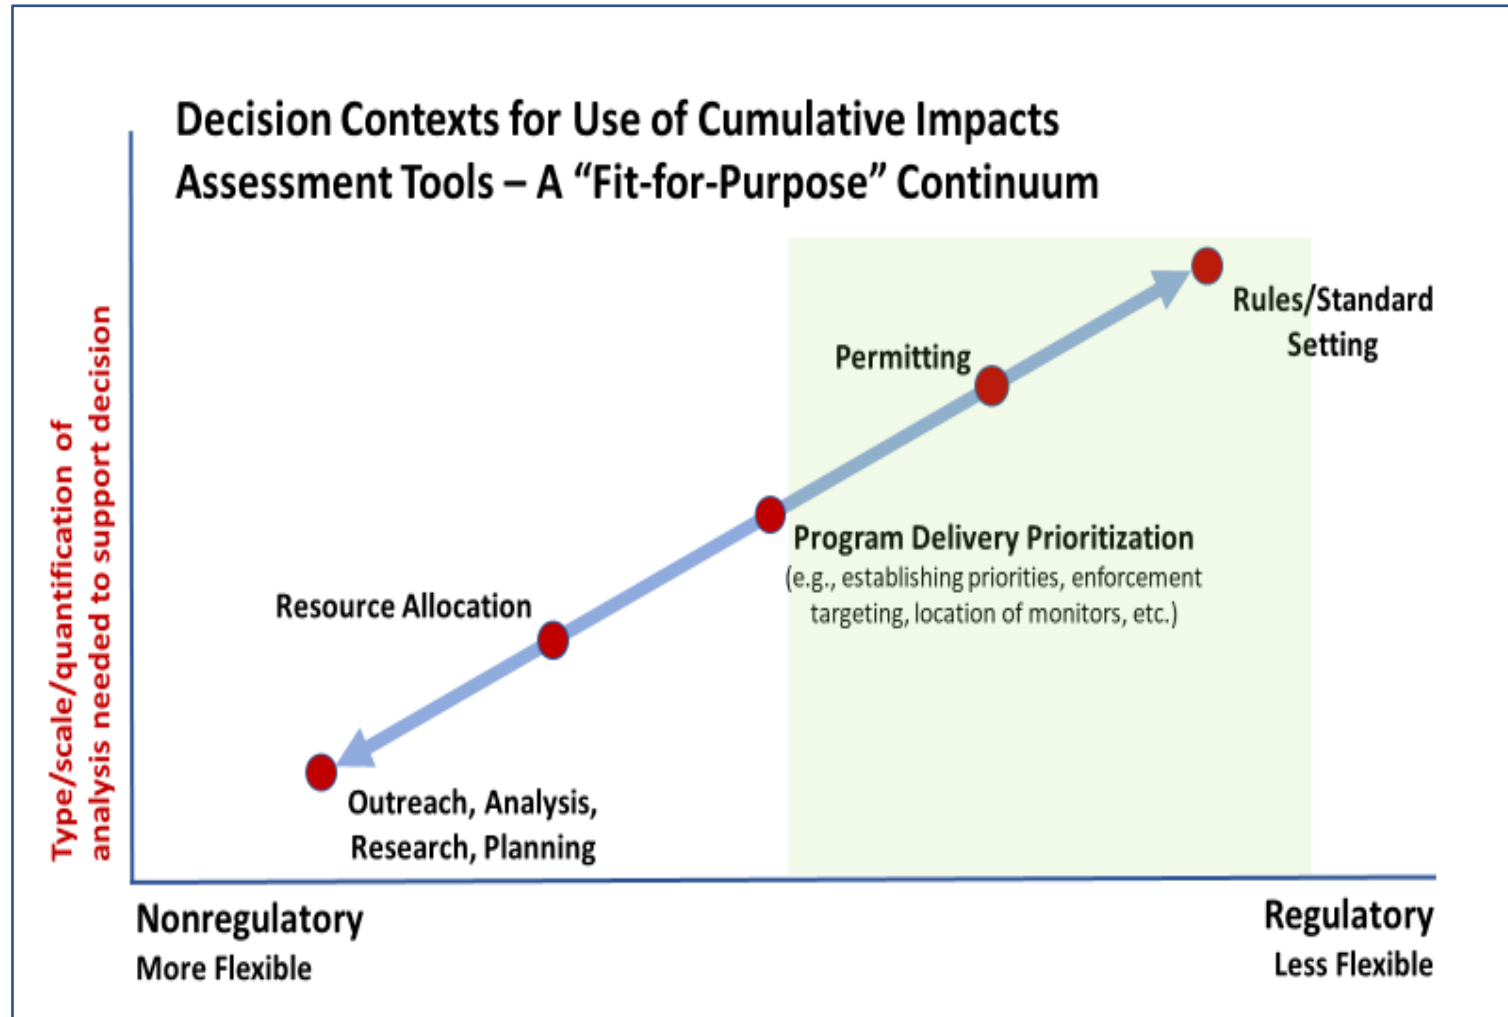 Decision Contexts for Use of Cumulative Impacts
Assessment Tools – A “Fit-for-Purpose” Continuum
Type/scale/quantification of
analysis needed to support decision
Rules/Standard
Setting
Permitting
Program Delivery Prioritization
(e.g., establishing priorities, enforcement
targeting, location of monitors, etc.)
Resource Allocation
Outreach, Analysis,
Research, Planning
Nonregulatory
More Flexible
Regulatory
Less Flexible